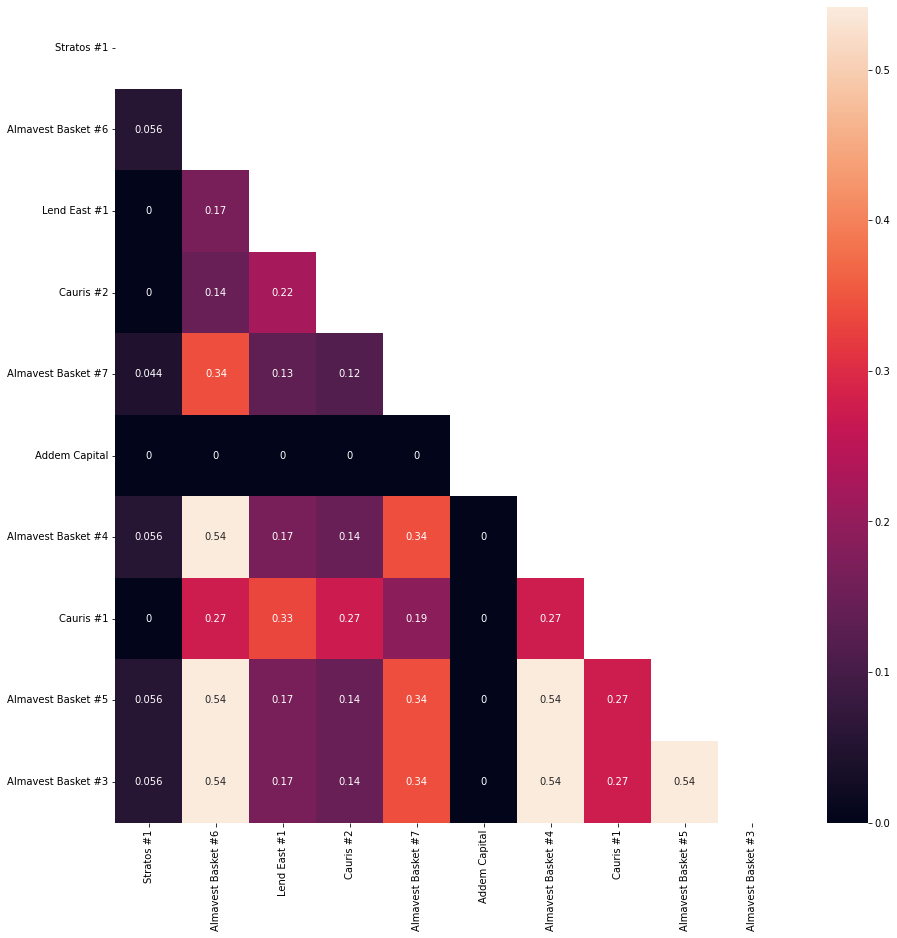 Stratos #1
0.5
Almavest Basket #6 0.056
0.4
Lend East #1 0 0.17
Cauris #2 0 0.14 0.22
0.3
Almavest Basket #7 0.044 0.34 0.13 0.12
Addem Capital 0 0 0 0 0
0.2
Almavest Basket #4 0.056 0.54 0.17 0.14 0.34 0
Cauris #1 0 0.27 0.33 0.27 0.19 0 0.27
0.1
Almavest Basket #5 0.056 0.54 0.17 0.14 0.34 0 0.54 0.27
Almavest Basket #3 0.056 0.54 0.17 0.14 0.34 0 0.54 0.27 0.54
0.0
Stratos #1
Almavest Basket #6
Lend East #1
Cauris #2
Almavest Basket #7
Addem Capital
Almavest Basket #4
Cauris #1
Almavest Basket #5
Almavest Basket #3